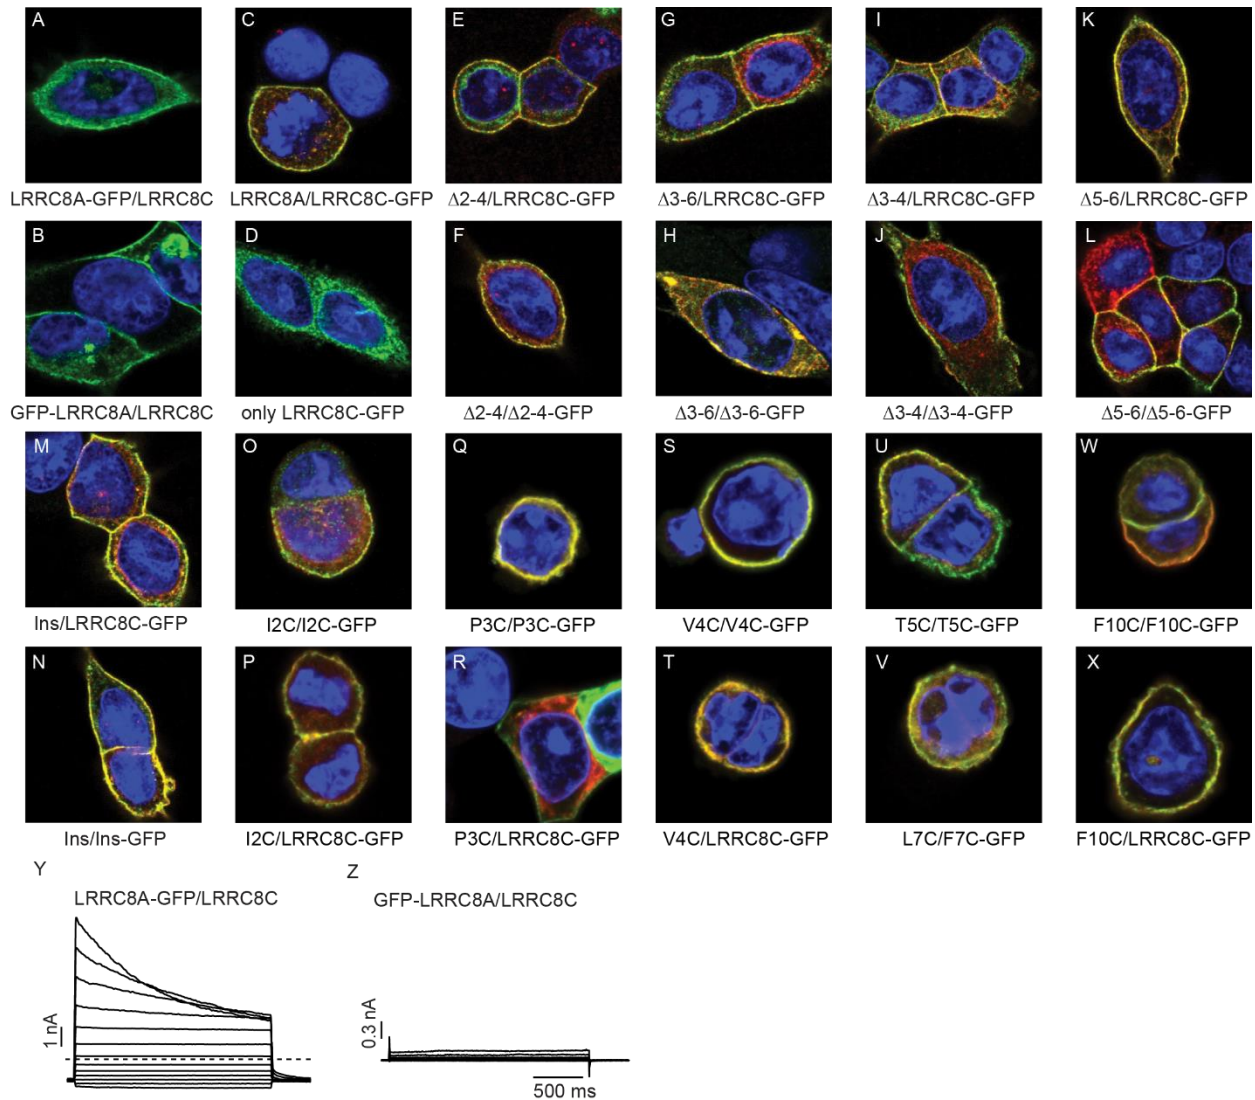 A C E G I K
LRRC8A-GFP/LRRC8C LRRC8A/LRRC8C-GFP Δ2-4/LRRC8C-GFP Δ3-6/LRRC8C-GFP Δ3-4/LRRC8C-GFP Δ5-6/LRRC8C-GFP
B D F H J L
GFP-LRRC8A/LRRC8C only LRRC8C-GFP Δ2-4/Δ2-4-GFP Δ3-6/Δ3-6-GFP Δ3-4/Δ3-4-GFP Δ5-6/Δ5-6-GFP
M O Q S U W
Ins/LRRC8C-GFP I2C/I2C-GFP P3C/P3C-GFP V4C/V4C-GFP T5C/T5C-GFP F10C/F10C-GFP
N P R T V X
Ins/Ins-GFP I2C/LRRC8C-GFP P3C/LRRC8C-GFP V4C/LRRC8C-GFP L7C/F7C-GFP F10C/LRRC8C-GFP
Y Z
LRRC8A-GFP/LRRC8C GFP-LRRC8A/LRRC8C
1 nA 0.3 nA
500 ms